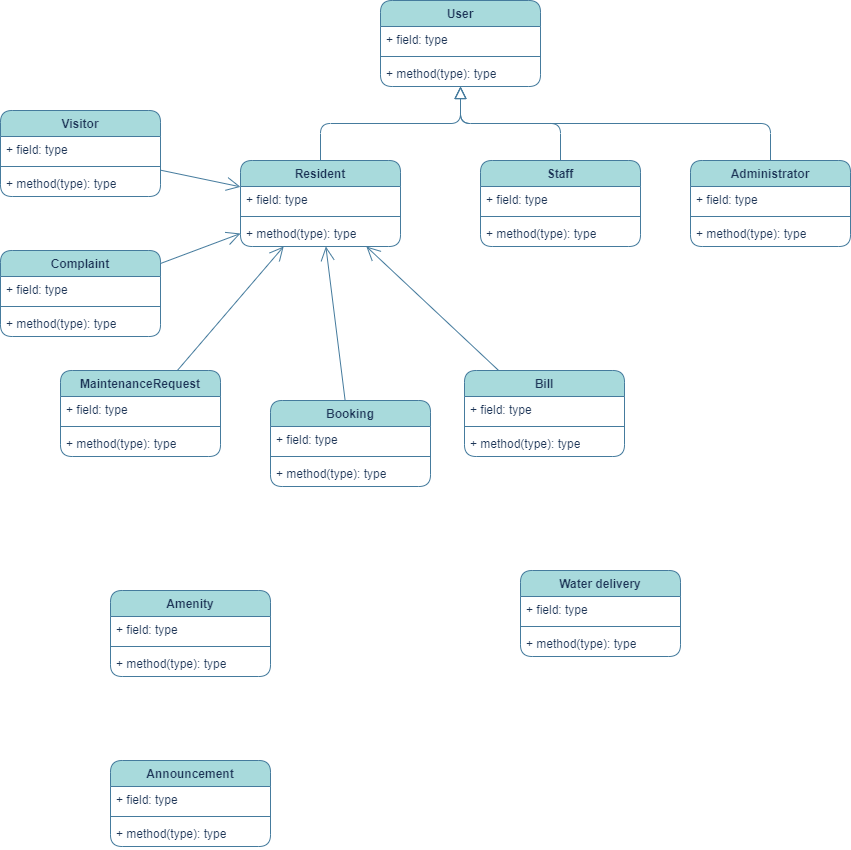 User
+ field: type
+ method(type): type
Visitor
+ field: type
+ method(type): type
Resident
+ field: type
+ method(type): type
Staff
+ field: type
+ method(type): type
Administrator
+ field: type
+ method(type): type
Complaint
+ field: type
+ method(type): type
MaintenanceRequest
+ field: type
+ method(type): type
Booking
+ field: type
+ method(type): type
Bill
+ field: type
+ method(type): type
Amenity
+ field: type
+ method(type): type
Water delivery
+ field: type
+ method(type): type
Announcement
+ field: type
+ method(type): type